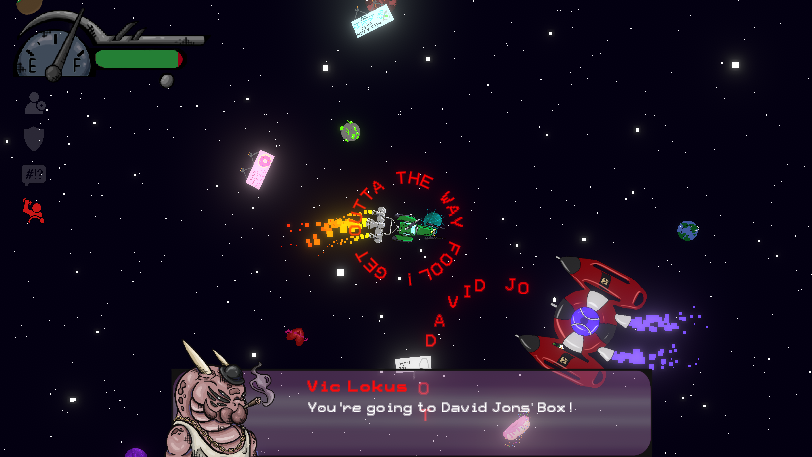 E F
#!?
GET OUTTA THE WAY FOOL!
DAVID JO
Vic Lokus
You're going to David Jons' Box!